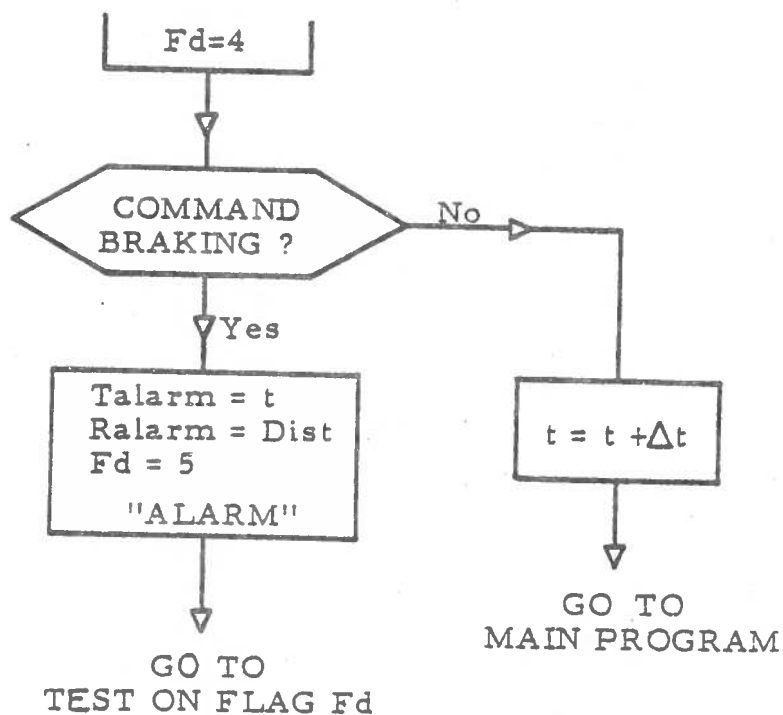 Fd=4
COMMAND
BRAKING ?
No
Yes
Talarm = t
Ralarm = Dist
Fd = 5
"ALARM"
t = t +Δt
GO TO
MAIN PROGRAM
GO TO
TEST ON FLAG Fd